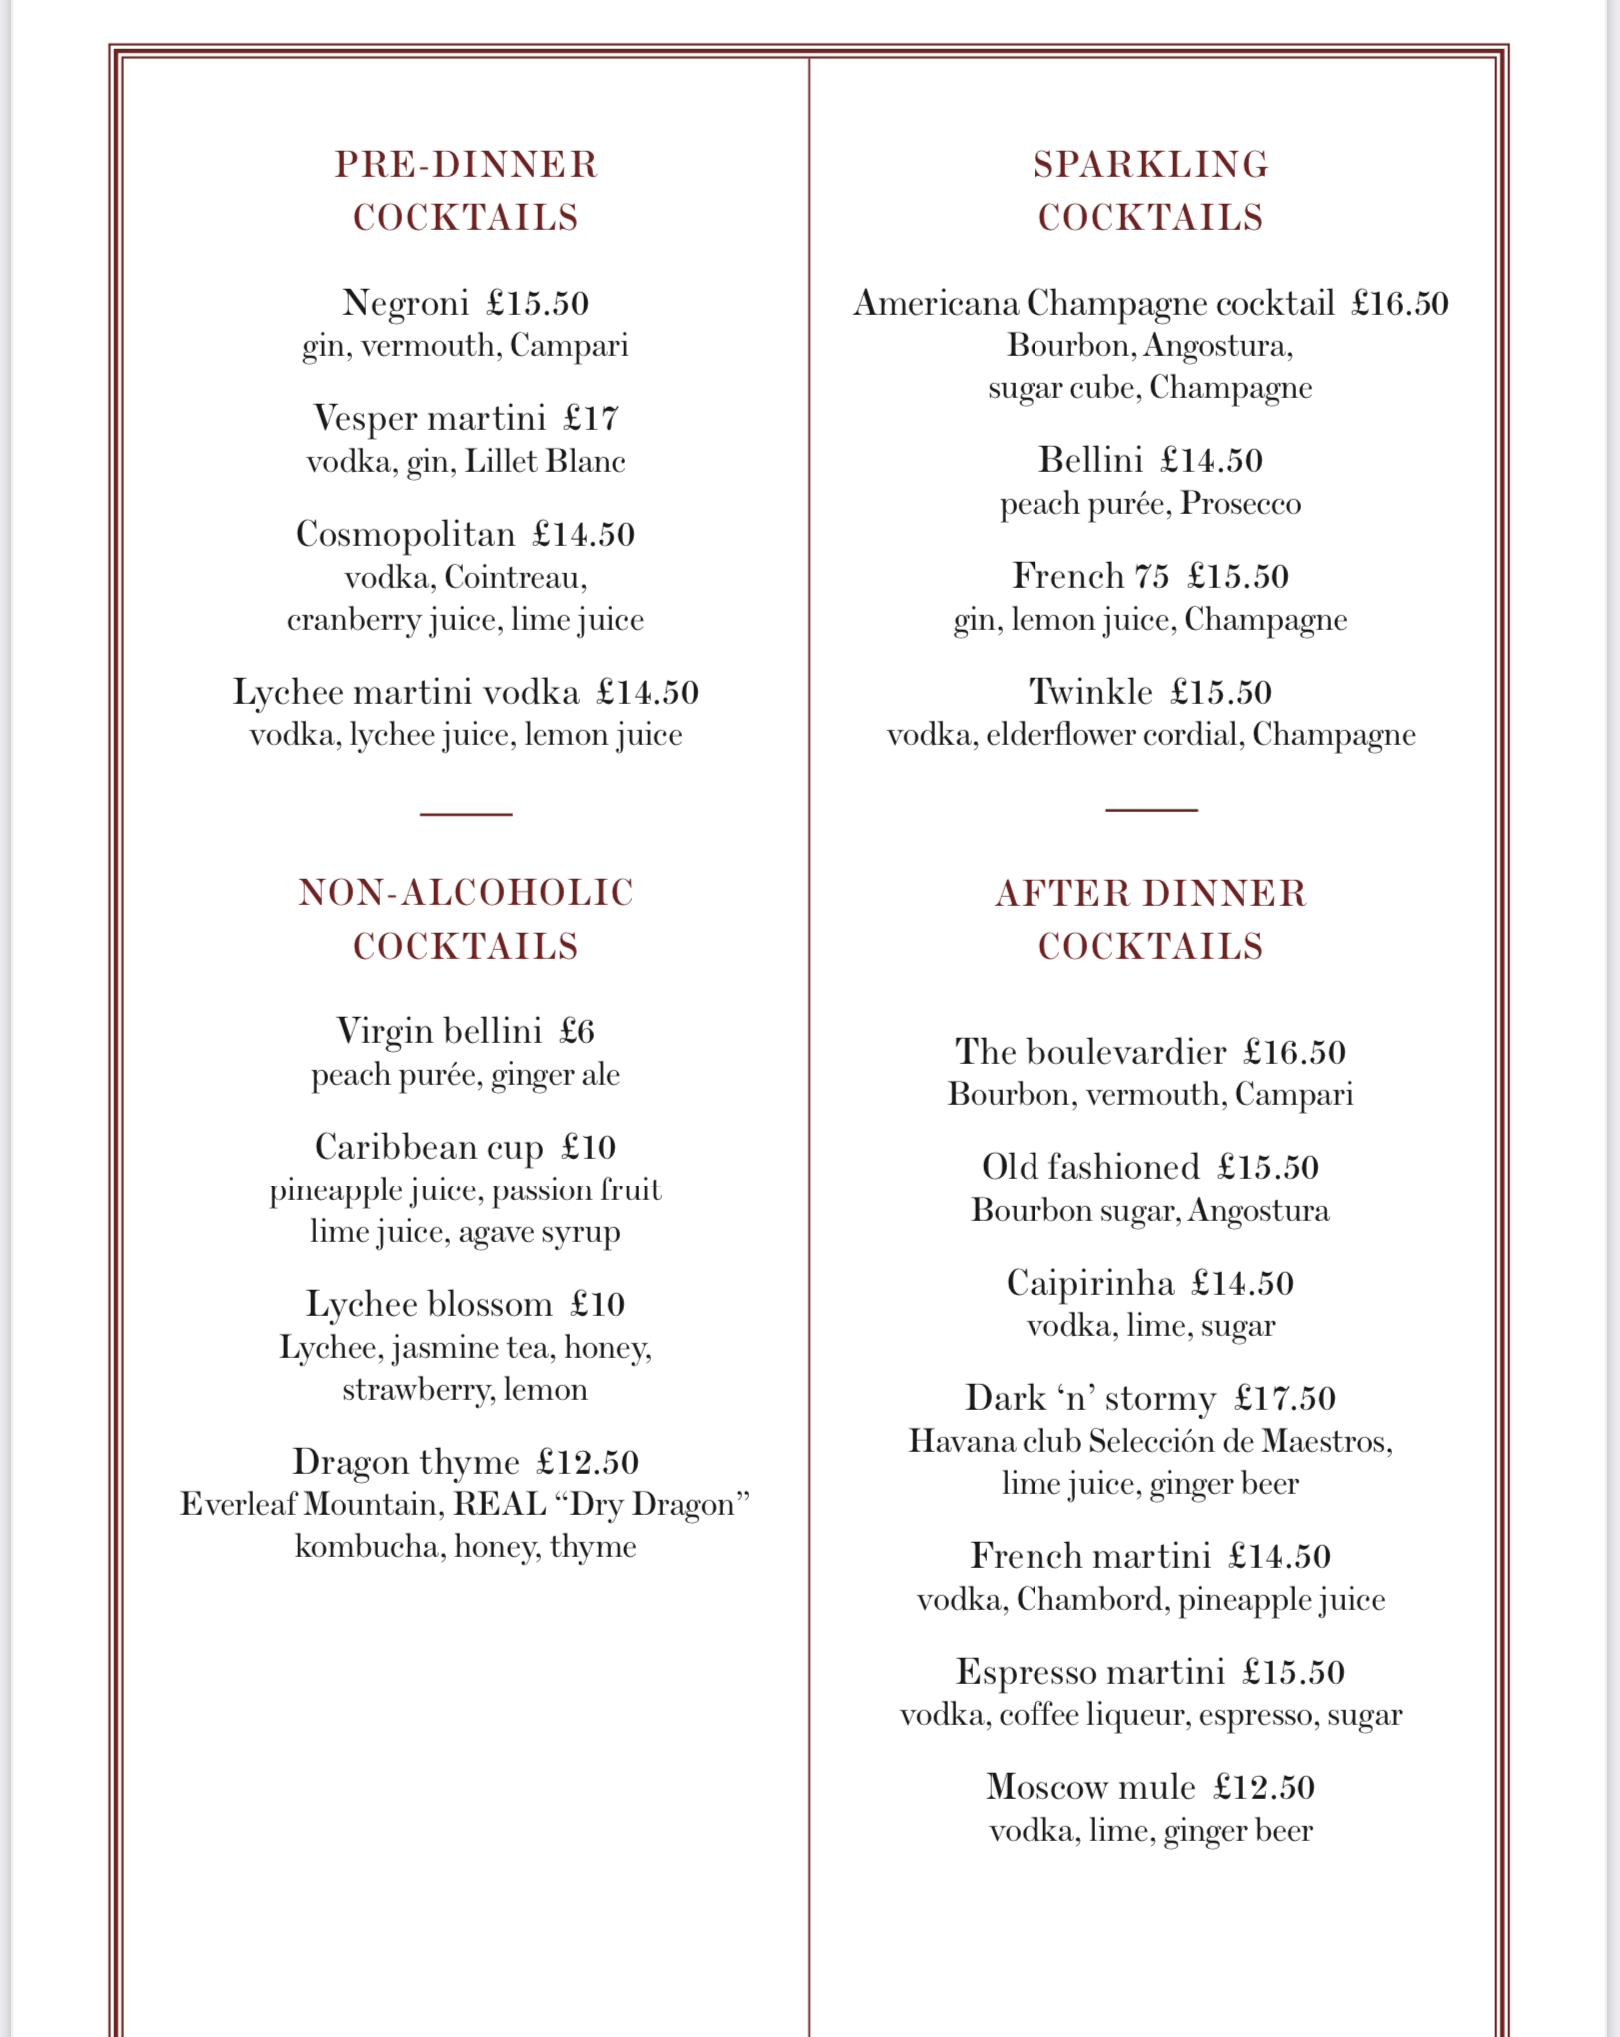 PRE-DINNER
COCKTAILS
Negroni £15.50
gin, vermouth, Campari
Vesper martini £17
vodka, gin, Lillet Blanc
Cosmopolitan £14.50
vodka, Cointreau,
cranberry juice, lime juice
Lychee martini vodka £14.50
vodka, lychee juice, lemon juice
NON-ALCOHOLIC
COCKTAILS
Virgin bellini £6
peach purée, ginger ale
Caribbean cup £10
pineapple juice, passion fruit
lime juice, agave syrup
Lychee blossom £10
Lychee, jasmine tea, honey,
strawberry, lemon
Dragon thyme £12.50
Everleaf Mountain, REAL “Dry Dragon”
kombucha, honey, thyme
SPARKLING
COCKTAILS
Americana Champagne cocktail £16.50
Bourbon, Angostura,
sugar cube, Champagne
Bellini £14.50
peach purée, Prosecco
French 75 £15.50
gin, lemon juice, Champagne
Twinkle £15.50
vodka, elderflower cordial, Champagne
AFTER DINNER
COCKTAILS
The boulevardier £16.50
Bourbon, vermouth, Campari
Old fashioned £15.50
Bourbon sugar, Angostura
Caipirinha £14.50
vodka, lime, sugar
Dark ‘n’ stormy £17.50
Havana club Selección de Maestros,
lime juice, ginger beer
French martini £14.50
vodka, Chambord, pineapple juice
Espresso martini £15.50
vodka, coffee liqueur, espresso, sugar
Moscow mule £12.50
vodka, lime, ginger beer